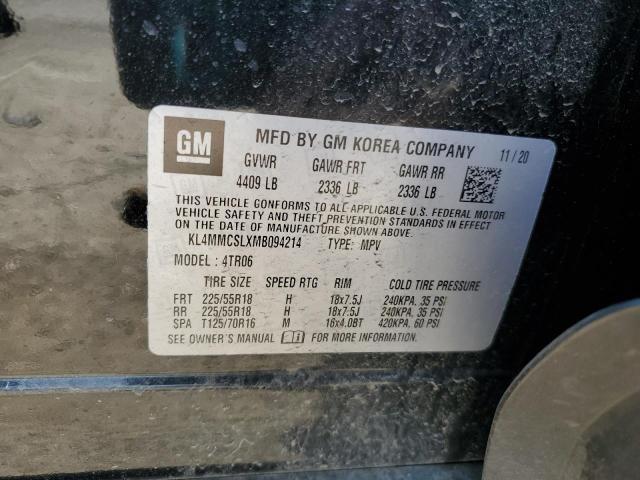 GM MFD BY GM KOREA COMPANY 11/20
GVWR GAWR FRT GAWR RR
4409 LB 2336 LB 2336 LB
THIS VEHICLE CONFORMS TO ALL APPLICABLE U.S. FEDERAL MOTOR
VEHICLE SAFETY AND THEFT PREVENTION STANDARDS IN EFFECT
ON THE DATE OF MANUFACTURE SHOWN ABOVE.
KL4MMCSLXMB094214 TYPE: MPV
MODEL: 4TR06
TIRE SIZE SPEED RTG RIM COLD TIRE PRESSURE
FRT 225/55R18 H 18x7.5J 240KPA, 35 PSI
RR 225/55R18 H 18x7.5J 240KPA, 35 PSI
SPA T125/70R16 M 16x4.0BT 420KPA, 60 PSI
SEE OWNER'S MANUAL FOR MORE INFORMATION.